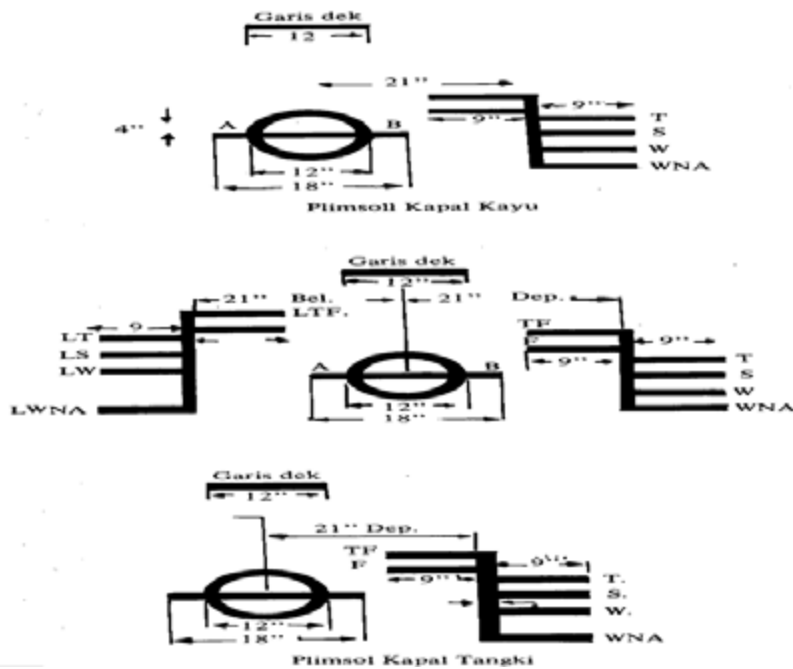 Garis dek
12
21"
9"
4"
A B
9"
T
S
W
WNA
12"
18"
Plimsoll Kapal Kayu
Garis dek
12"
21" Bel. 21" Dep.
LTF.
9
TF
F
9"
LT
LS
LW
LWNA
A B
9"
T
S
W
WNA
12"
18"
Garis dek
12"
21" Dep.
TF
F
9"
9½"
T.
S.
W.
WNA
12"
18"
Plimsol Kapal Tangki